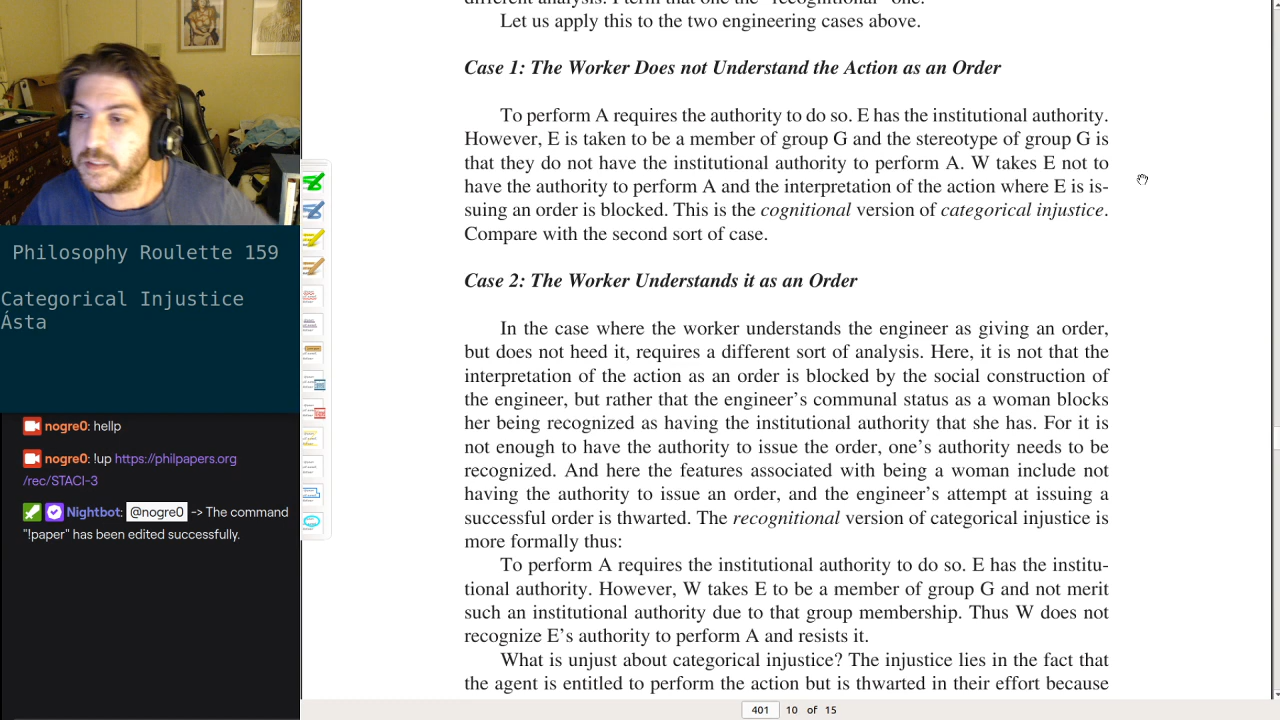 different analysis. I term that one the "recognitional" one.
Let us apply this to the two engineering cases above.
Case 1: The Worker Does not Understand the Action as an Order
To perform A requires the authority to do so. E has the institutional authority.
However, E is taken to be a member of group G and the stereotype of group G is
that they do not have the institutional authority to perform A. W takes E not to
have the authority to perform A and the interpretation of the action where E is is-
suing an order is blocked. This is the cognitional version of categorical injustice.
Compare with the second sort of case.
Case 2: The Worker Understands It as an Order
In the case where the worker understands the engineer as giving an order
but does not heed it, requires a different sort of analysis. Here, it is not that the
interpretation of the action as an order is blocked by the social construction of
the engineer, but rather that the engineer's communal status as a woman blocks
her being recognized as having the institutional authority that she has. For it is
not enough to have the authority to issue an order, one's authority needs to be
recognized. But here the features associated with being a women include not
having the authority to issue an order, and the engineer's attempt at issuing a
successful order is thwarted. The recognitional version of categorical injustice is
more formally thus:
To perform A requires the institutional authority to do so. E has the institu-
tional authority. However, W takes E to be a member of group G and not merit
such an institutional authority due to that group membership. Thus W does not
recognize E's authority to perform A and resists it.
What is unjust about categorical injustice? The injustice lies in the fact that
the agent is entitled to perform the action but is thwarted in their effort because
401 10 of 15
Philosophy Roulette 159
Categorical Injustice
Ásta
nogre0: hellp
nogre0: !up https://philpapers.org
/rec/STACI-3
Nightbot: @nogre0 -> The command
"!paper" has been edited successfully.